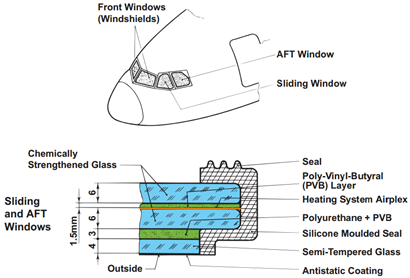 Front Windows
(Windshields)
AFT Window
Sliding Window
Chemically
Strengthened Glass
Sliding
and AFT
Windows
6
1.5mm
6
3
4
Outside
Seal
Poly-Vinyl-Butyral
(PVB) Layer
Heating System Airplex
Polyurethane + PVB
Silicone Moulded Seal
Semi-Tempered Glass
Antistatic Coating